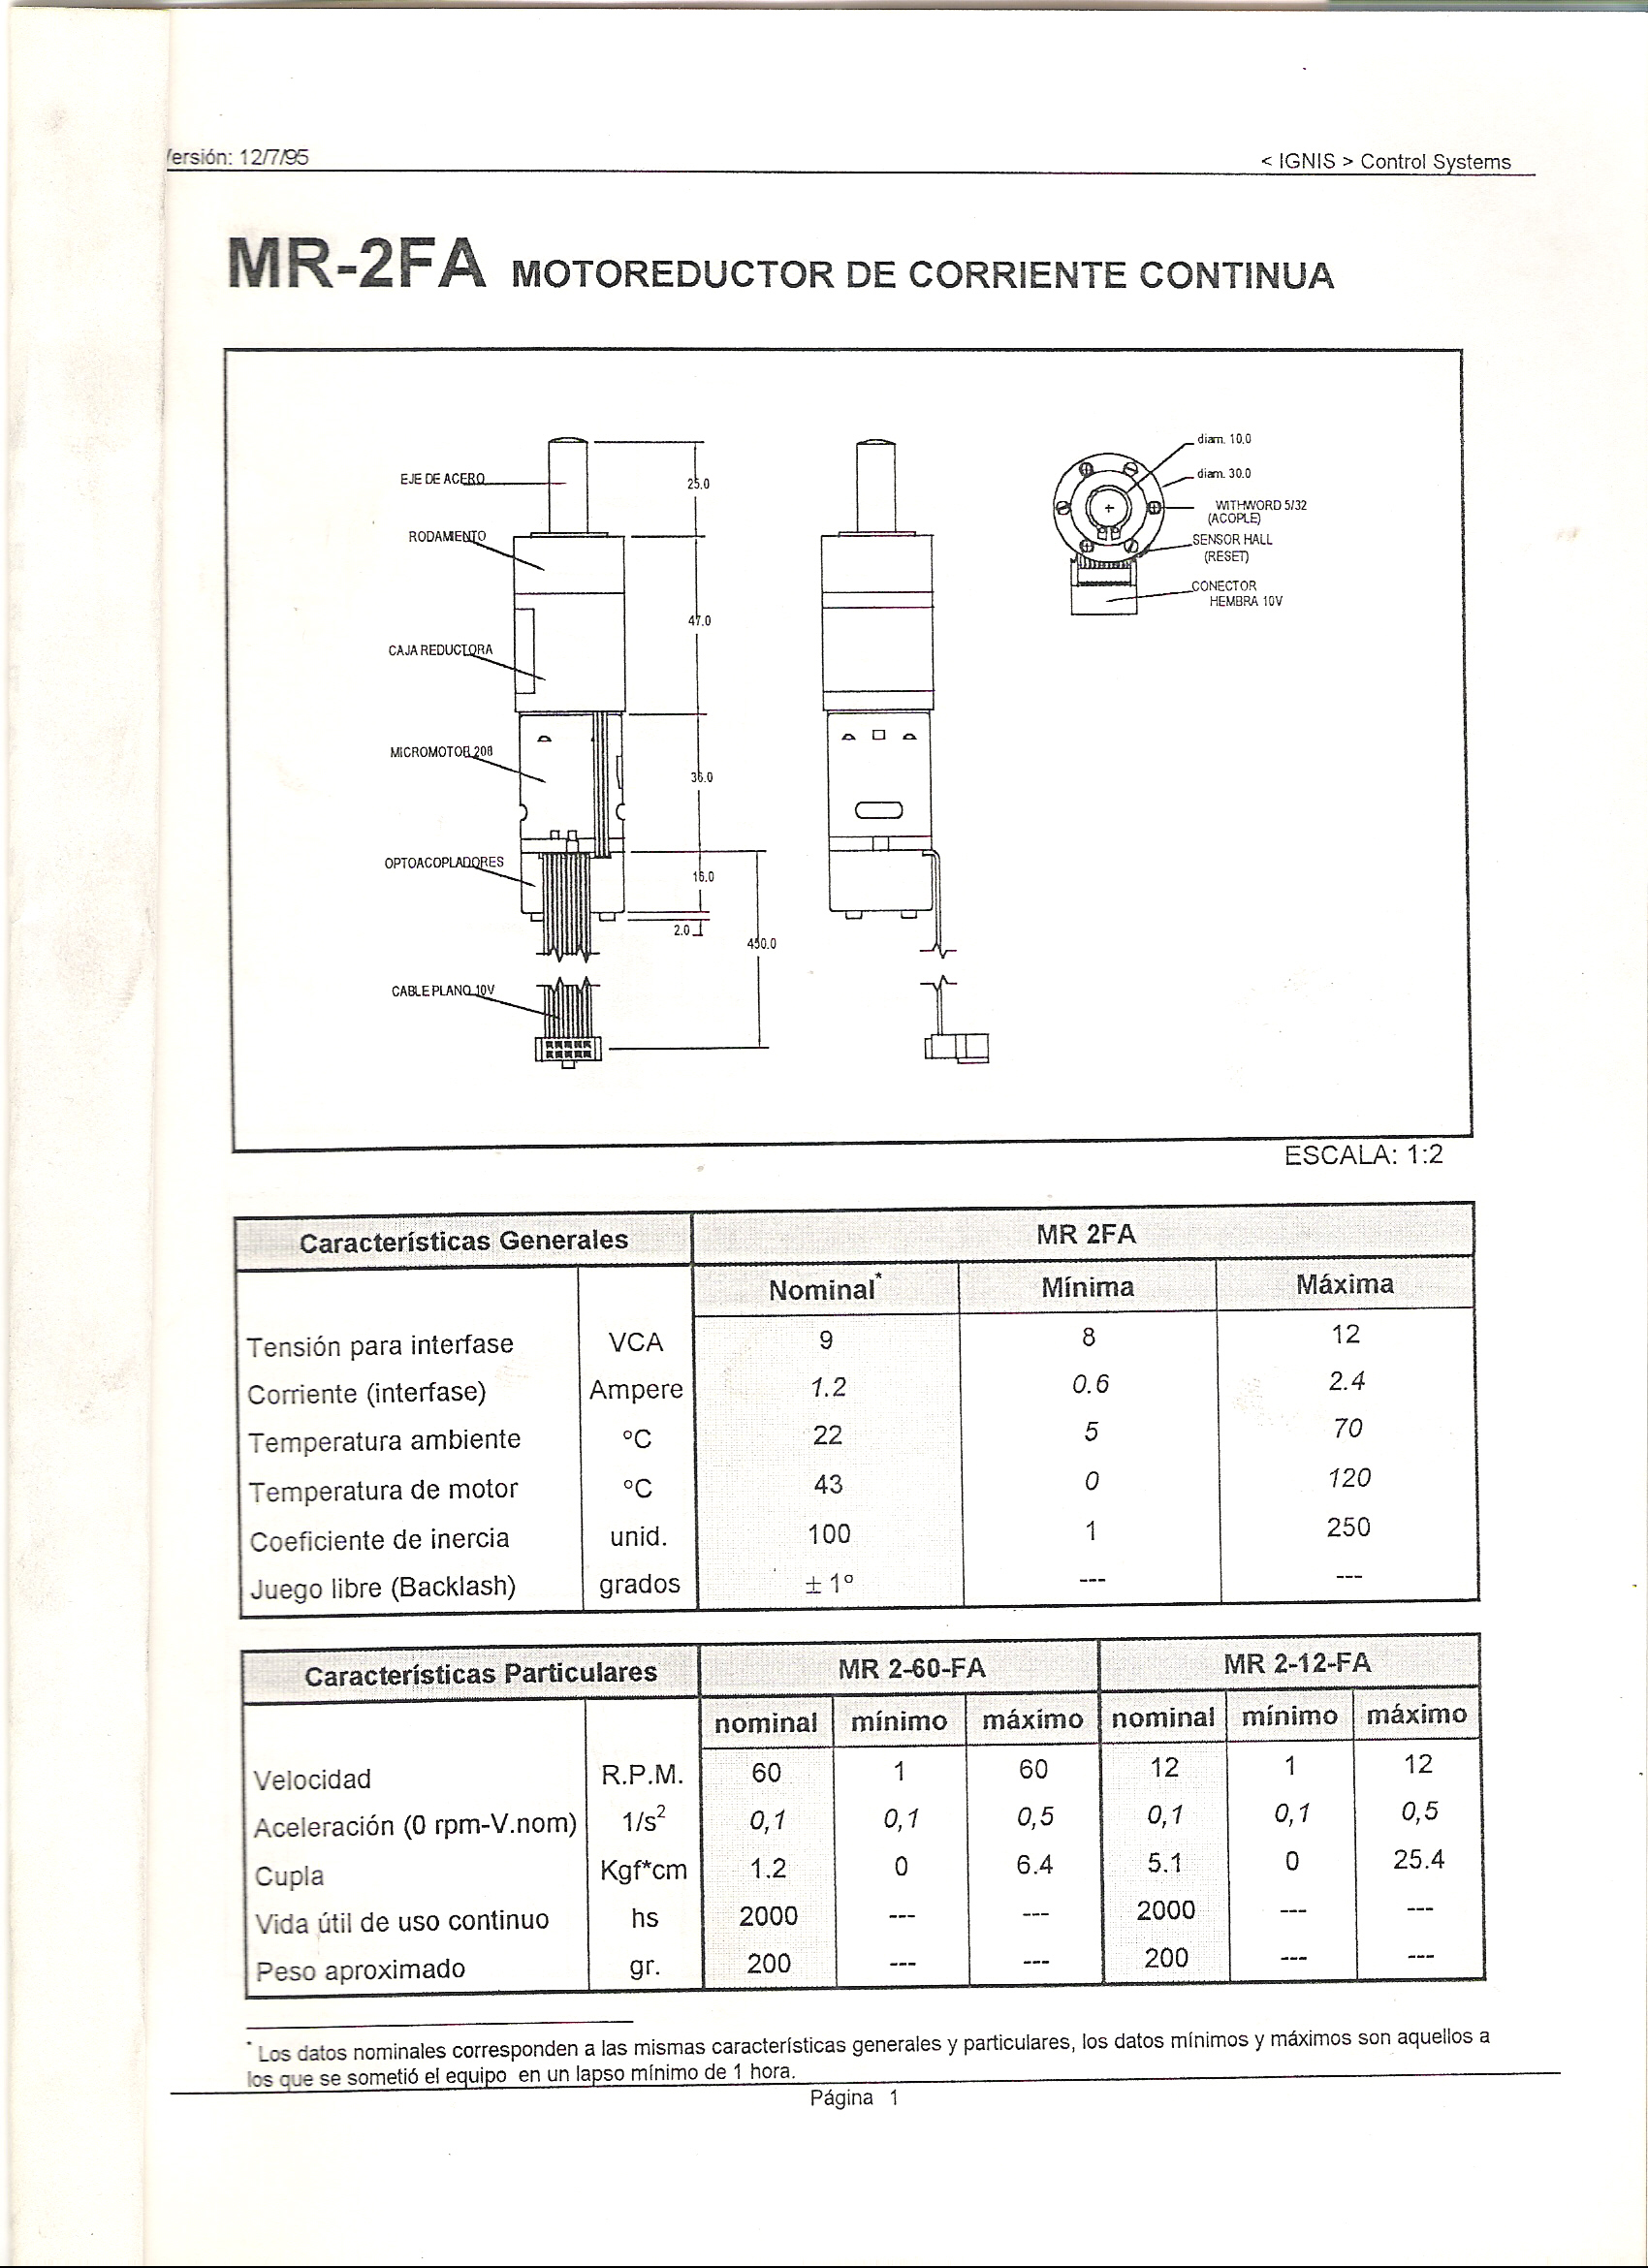 ersión: 12/7/95
< IGNIS > Control Systems
MR-2FA MOTOREDUCTOR DE CORRIENTE CONTINUA
EJE DE ACERO
25.0
RODAMIENTO
47.0
CAJA REDUCTORA
MICROMOTOR 208
36.0
OPTOACOPLADORES
16.0
2.0
450.0
CABLE PLANO 10V
diam. 10.0
diam. 30.0
WITHWORD 5/32
(ACOPLE)
SENSOR HALL
(RESET)
CONECTOR
HEMBRA 10V
ESCALA: 1:2
Características Generales MR 2FA
Nominal* Mínima Máxima
Tensión para interfase VCA 9 8 12
Corriente (interfase) Ampere 1.2 0.6 2.4
Temperatura ambiente ºC 22 5 70
Temperatura de motor ºC 43 0 120
Coeficiente de inercia unid. 100 1 250
Juego libre (Backlash) grados ± 1º --- ---
Características Particulares MR 2-60-FA MR 2-12-FA
nominal mínimo máximo nominal mínimo máximo
Velocidad R.P.M. 60 1 60 12 1 12
Aceleración (0 rpm-V.nom) 1/s² 0,1 0,1 0,5 0,1 0,1 0,5
Cupla Kgf*cm 1.2 0 6.4 5.1 0 25.4
Vida útil de uso continuo hs 2000 --- --- 2000 --- ---
Peso aproximado gr. 200 --- --- 200 --- ---
* Los datos nominales corresponden a las mismas características generales y particulares, los datos mínimos y máximos son aquellos a
los que se sometió el equipo en un lapso mínimo de 1 hora.
Página 1